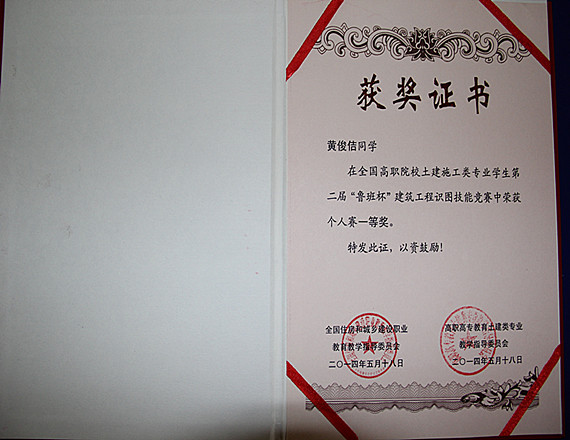 获奖证书
黄俊佶同学
在全国高职院校土建施工类专业学生第
二届“鲁班杯”建筑工程识图技能竞赛中荣获
个人赛一等奖。
特发此证，以资鼓励！
全国住房和城乡建设职业
教育教学指导委员会
二〇一四年五月十八日
高职高专教育土建类专业
教学指导委员会
二〇一四年五月十八日